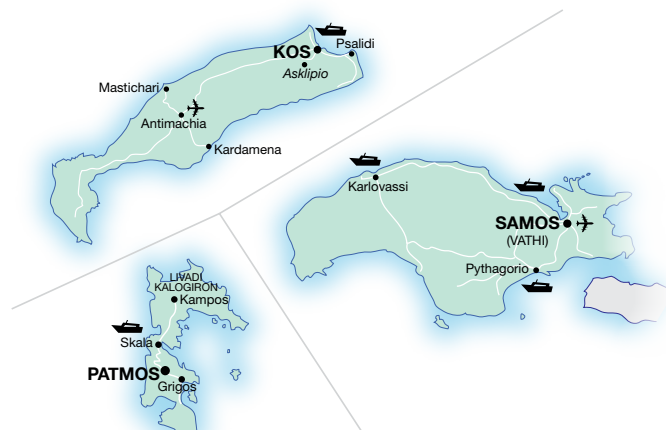 KOS
Psalidi
Asklipio
Mastichari
Antimachia
Kardamena
Karlovassi
SAMOS
(VATHI)
Pythagorio
LIVADI
KALOGIRON
Kampos
Skala
PATMOS
Grigos